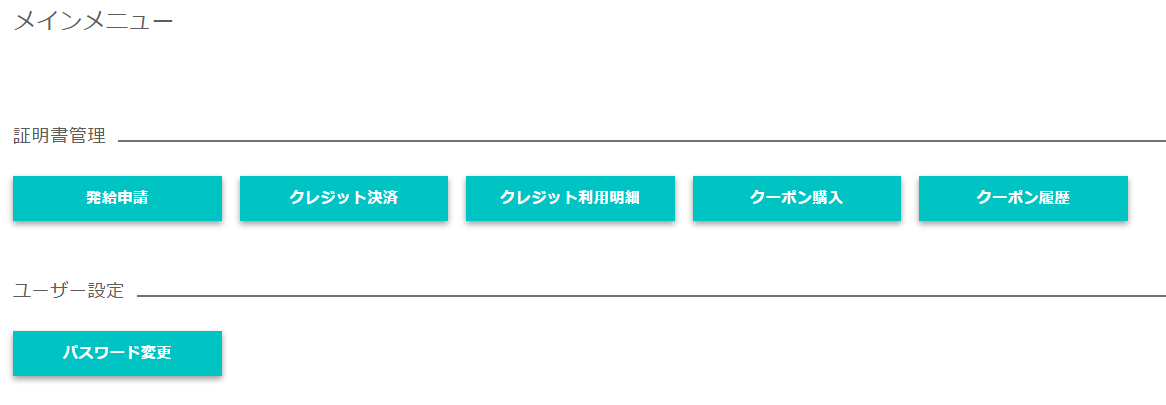 メインメニュー
証明書管理
発給申請 クレジット決済 クレジット利用明細 クーポン購入 クーポン履歴
ユーザー設定
パスワード変更